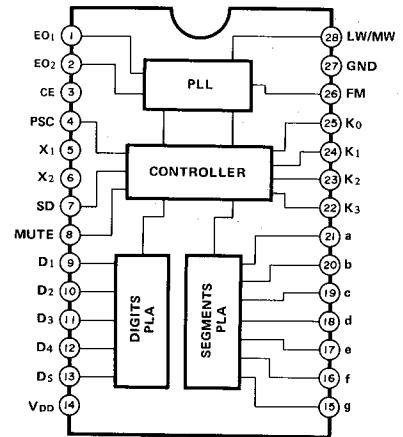 EO1 1 28 LW/MW
27 GND
EO2 2
PLL
CE 3 26 FM
PSC 4 25 K0
X1 5 24 K1
CONTROLLER
X2 6 23 K2
SD 7 22 K3
MUTE 8 21 a
D1 9 20 b
D2 10 19 c
D3 11 18 d
DIGITS
PLA
SEGMENTS
PLA
D4 12 17 e
D5 13 16 f
VDD 14 15 g